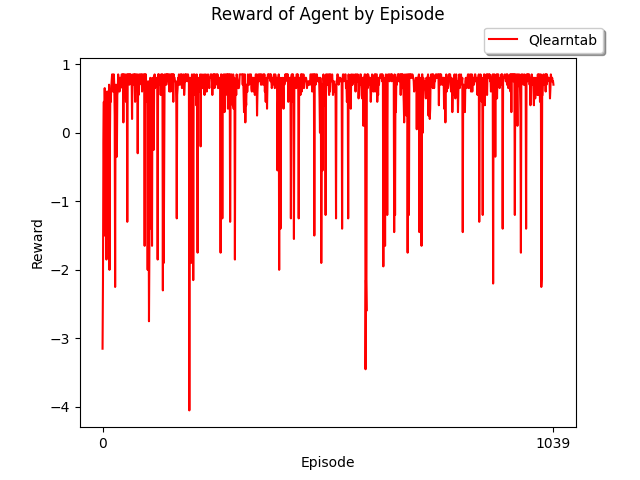 Reward of Agent by Episode
Qlearntab
1
0
−1
−2
−3
−4
Reward
0
1039
Episode